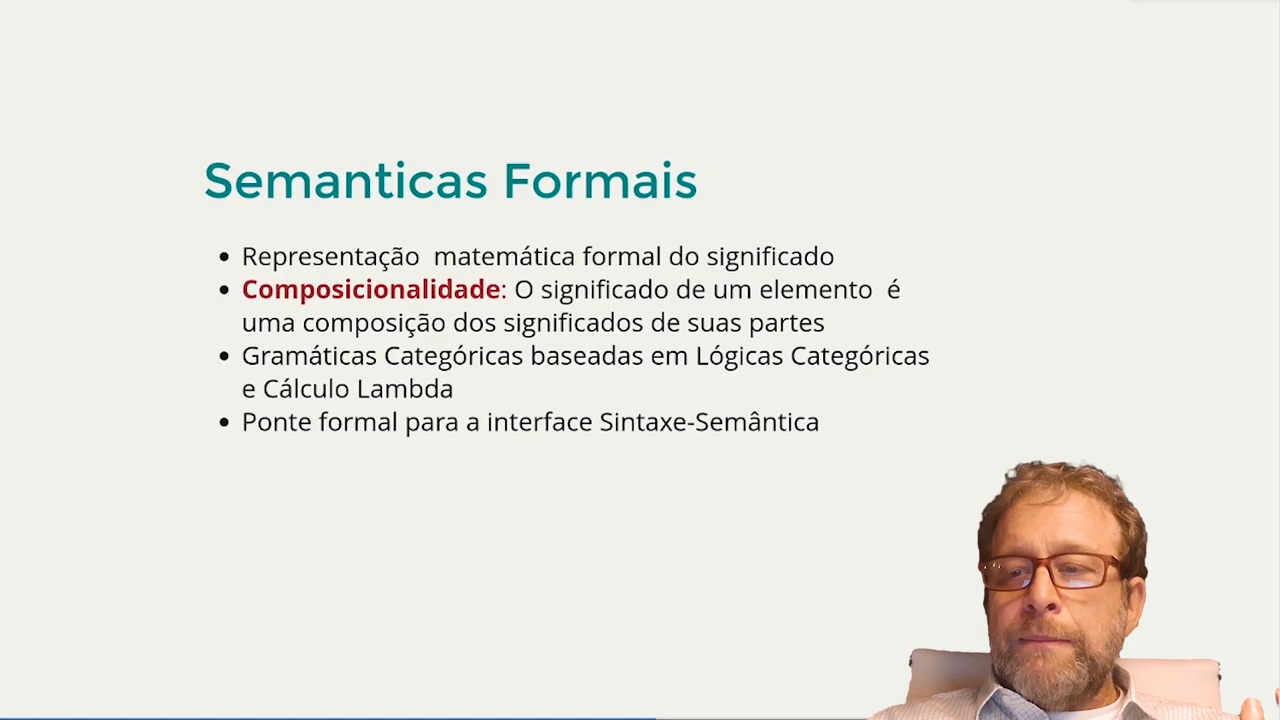 Semanticas Formais
• Representação matemática formal do significado
• Composicionalidade: O significado de um elemento é
uma composição dos significados de suas partes
• Gramáticas Categóricas baseadas em Lógicas Categóricas
e Cálculo Lambda
• Ponte formal para a interface Sintaxe-Semântica